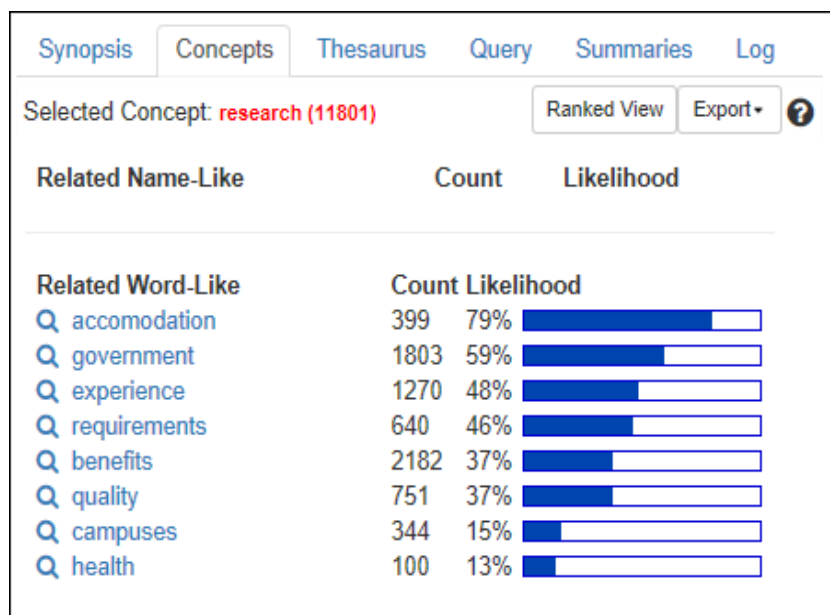 Synopsis Concepts Thesaurus Query Summaries Log
Selected Concept: research (11801) Ranked View Export ?
Related Name-Like Count Likelihood
Related Word-Like Count Likelihood
accomodation 399 79%
government 1803 59%
experience 1270 48%
requirements 640 46%
benefits 2182 37%
quality 751 37%
campuses 344 15%
health 100 13%